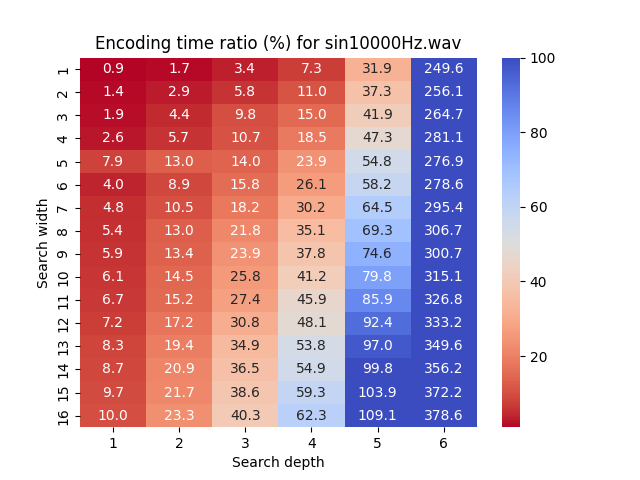 Encoding time ratio (%) for sin10000Hz.wav
1 0.9 1.7 3.4 7.3 31.9 249.6
2 1.4 2.9 5.8 11.0 37.3 256.1
3 1.9 4.4 9.8 15.0 41.9 264.7
4 2.6 5.7 10.7 18.5 47.3 281.1
5 7.9 13.0 14.0 23.9 54.8 276.9
6 4.0 8.9 15.8 26.1 58.2 278.6
7 4.8 10.5 18.2 30.2 64.5 295.4
8 5.4 13.0 21.8 35.1 69.3 306.7
9 5.9 13.4 23.9 37.8 74.6 300.7
10 6.1 14.5 25.8 41.2 79.8 315.1
11 6.7 15.2 27.4 45.9 85.9 326.8
12 7.2 17.2 30.8 48.1 92.4 333.2
13 8.3 19.4 34.9 53.8 97.0 349.6
14 8.7 20.9 36.5 54.9 99.8 356.2
15 9.7 21.7 38.6 59.3 103.9 372.2
16 10.0 23.3 40.3 62.3 109.1 378.6
1 2 3 4 5 6
Search depth
Search width
100
80
60
40
20